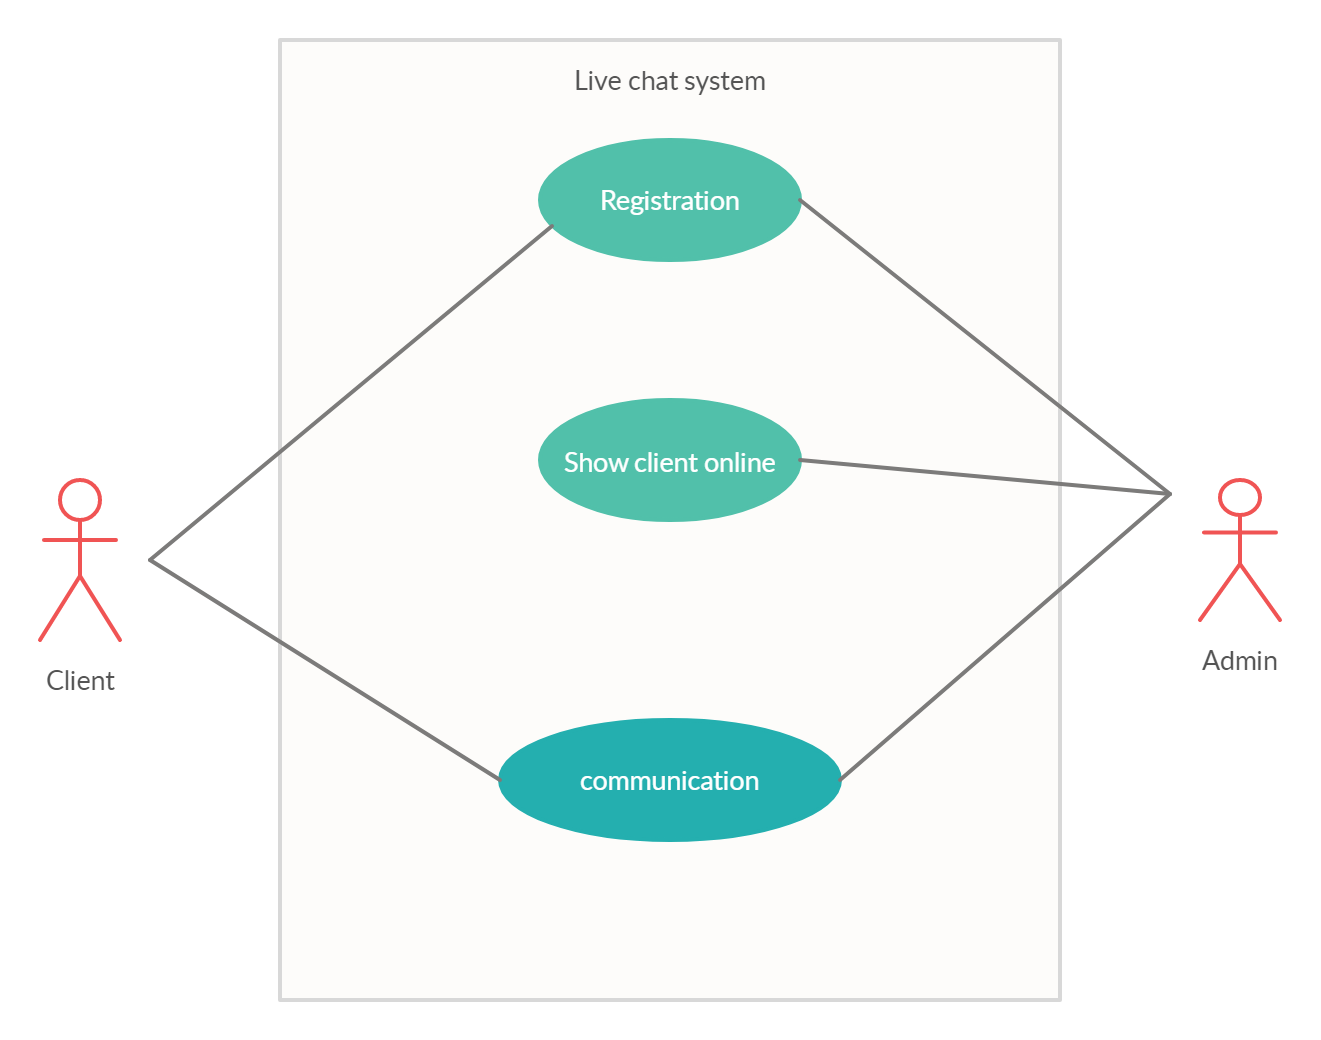 Live chat system
Registration
Show client online
Client
Admin
communication